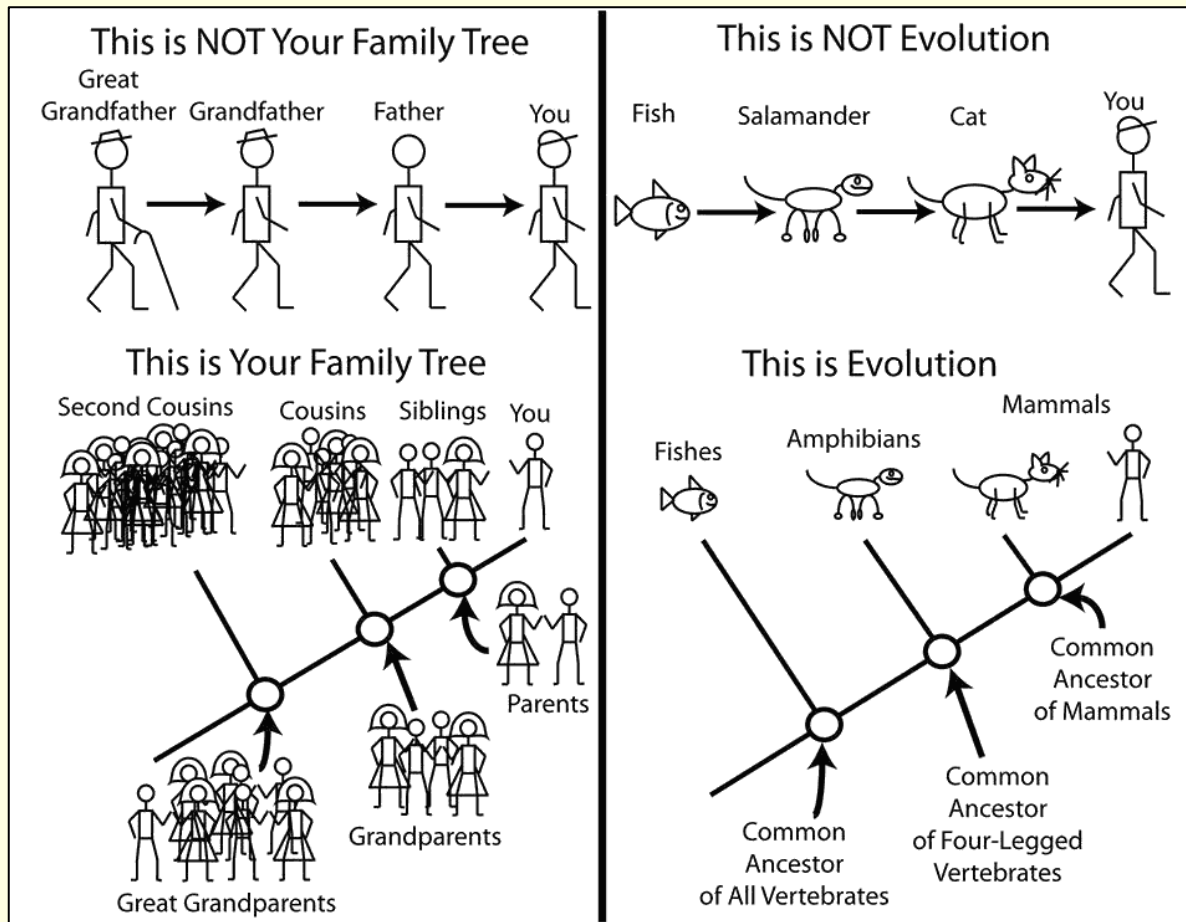 This is NOT Your Family Tree
Great
Grandfather
Grandfather
Father
You
This is Your Family Tree
Second Cousins
Cousins
Siblings
You
Parents
Grandparents
Great Grandparents
This is NOT Evolution
Fish
Salamander
Cat
You
This is Evolution
Fishes
Amphibians
Mammals
Common
Ancestor
of Mammals
Common
Ancestor
of Four-Legged
Vertebrates
Common
Ancestor
of All Vertebrates